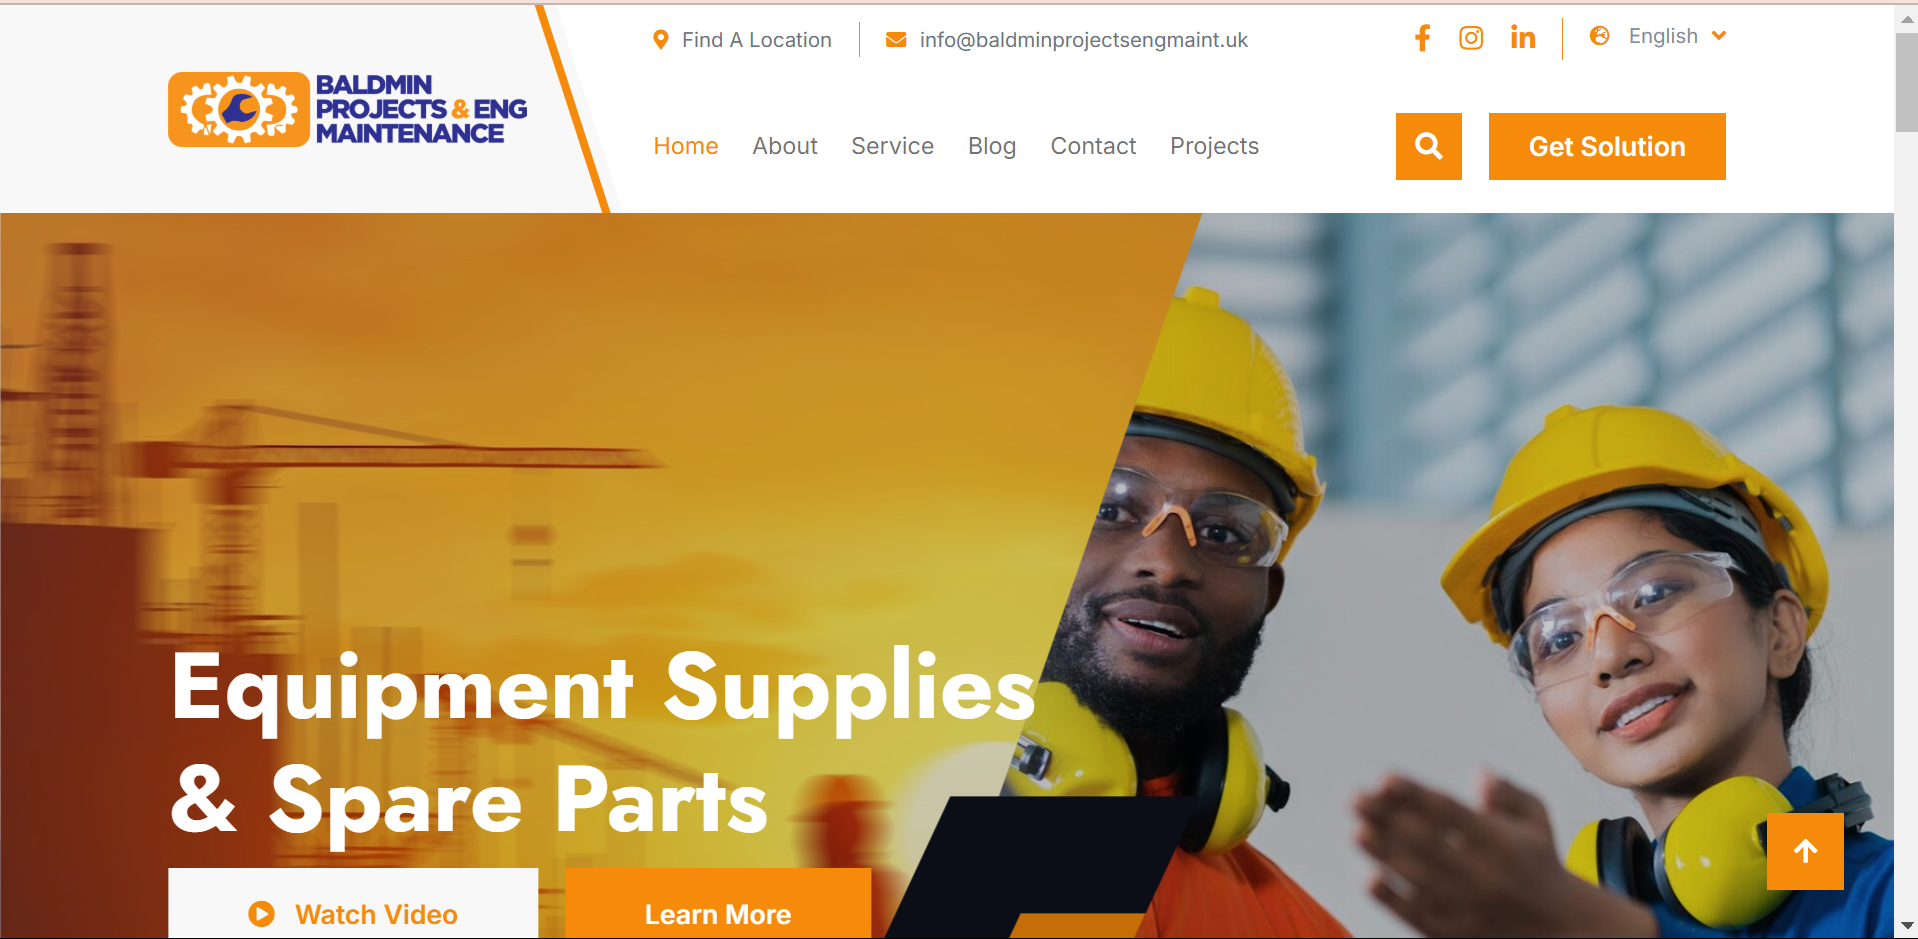 Find A Location
info@baldminprojectsengmaint.uk
English
BALDMIN
PROJECTS & ENG
MAINTENANCE
Home
About
Service
Blog
Contact
Projects
Get Solution
Equipment Supplies
& Spare Parts
Watch Video
Learn More